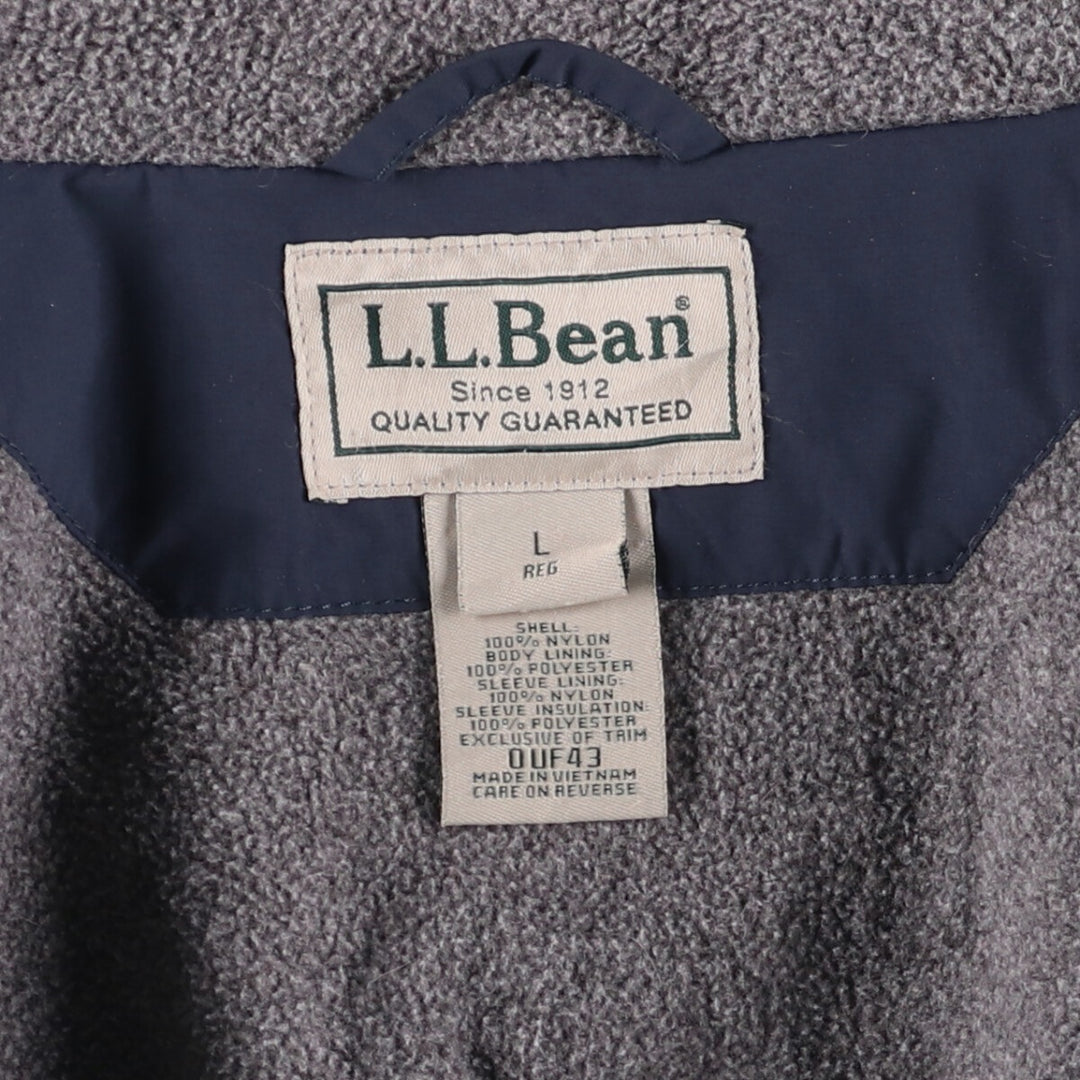 L.L.Bean®
Since 1912
QUALITY GUARANTEED
L
REG
SHELL:
100% NYLON
BODY LINING:
100% POLYESTER
SLEEVE LINING:
100% NYLON
SLEEVE INSULATION:
100% POLYESTER
EXCLUSIVE OF TRIM
0UF43
MADE IN VIETNAM
CARE ON REVERSE